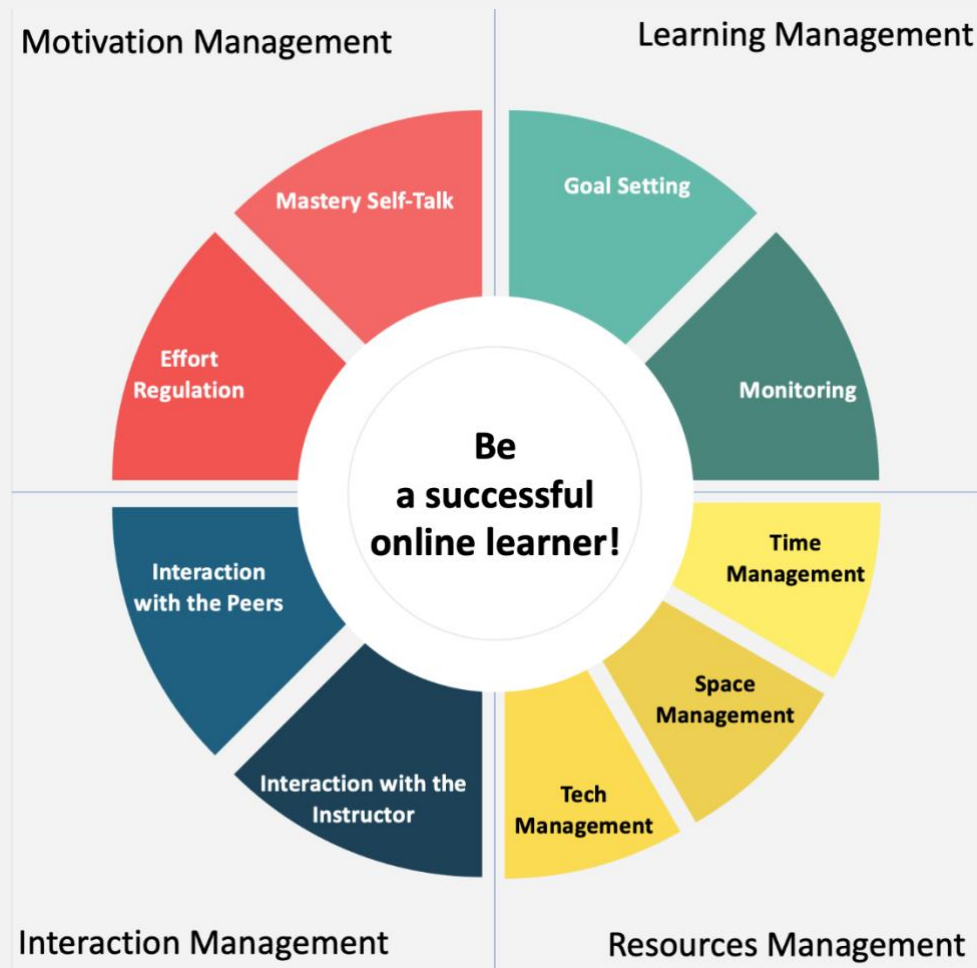 Motivation Management
Learning Management
Mastery Self-Talk
Goal Setting
Effort
Regulation
Monitoring
Be
a successful
online learner!
Interaction
with the Peers
Time
Management
Space
Management
Interaction with the
Instructor
Tech
Management
Interaction Management
Resources Management